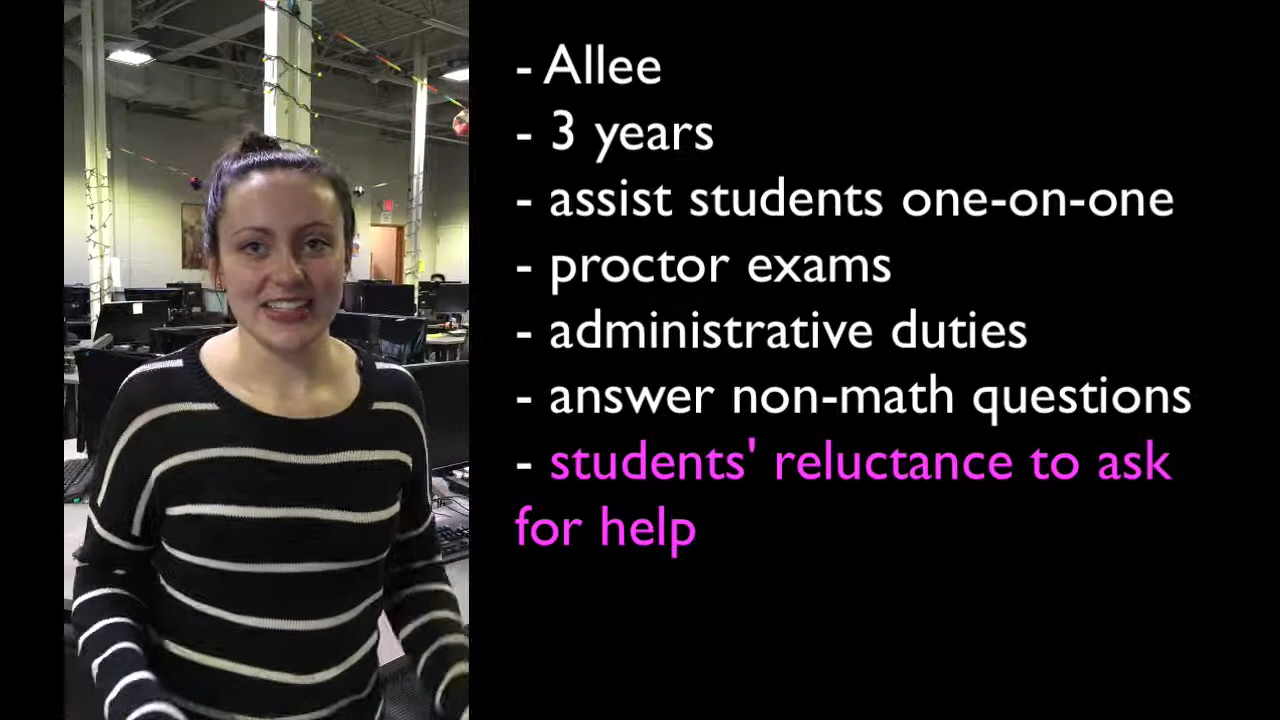 - Allee
- 3 years
- assist students one-on-one
- proctor exams
- administrative duties
- answer non-math questions
- students' reluctance to ask
for help